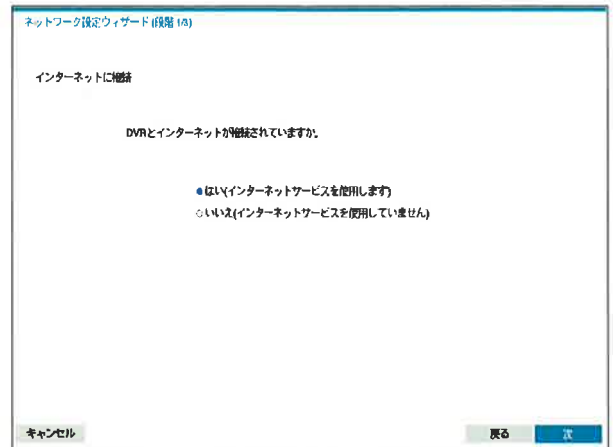 ネットワーク設定ウィザード (段階 1/3)
インターネットに接続
DVRとインターネットが接続されていますか。
はい(インターネットサービスを使用します)
いいえ(インターネットサービスを使用していません)
キャンセル
戻る
次